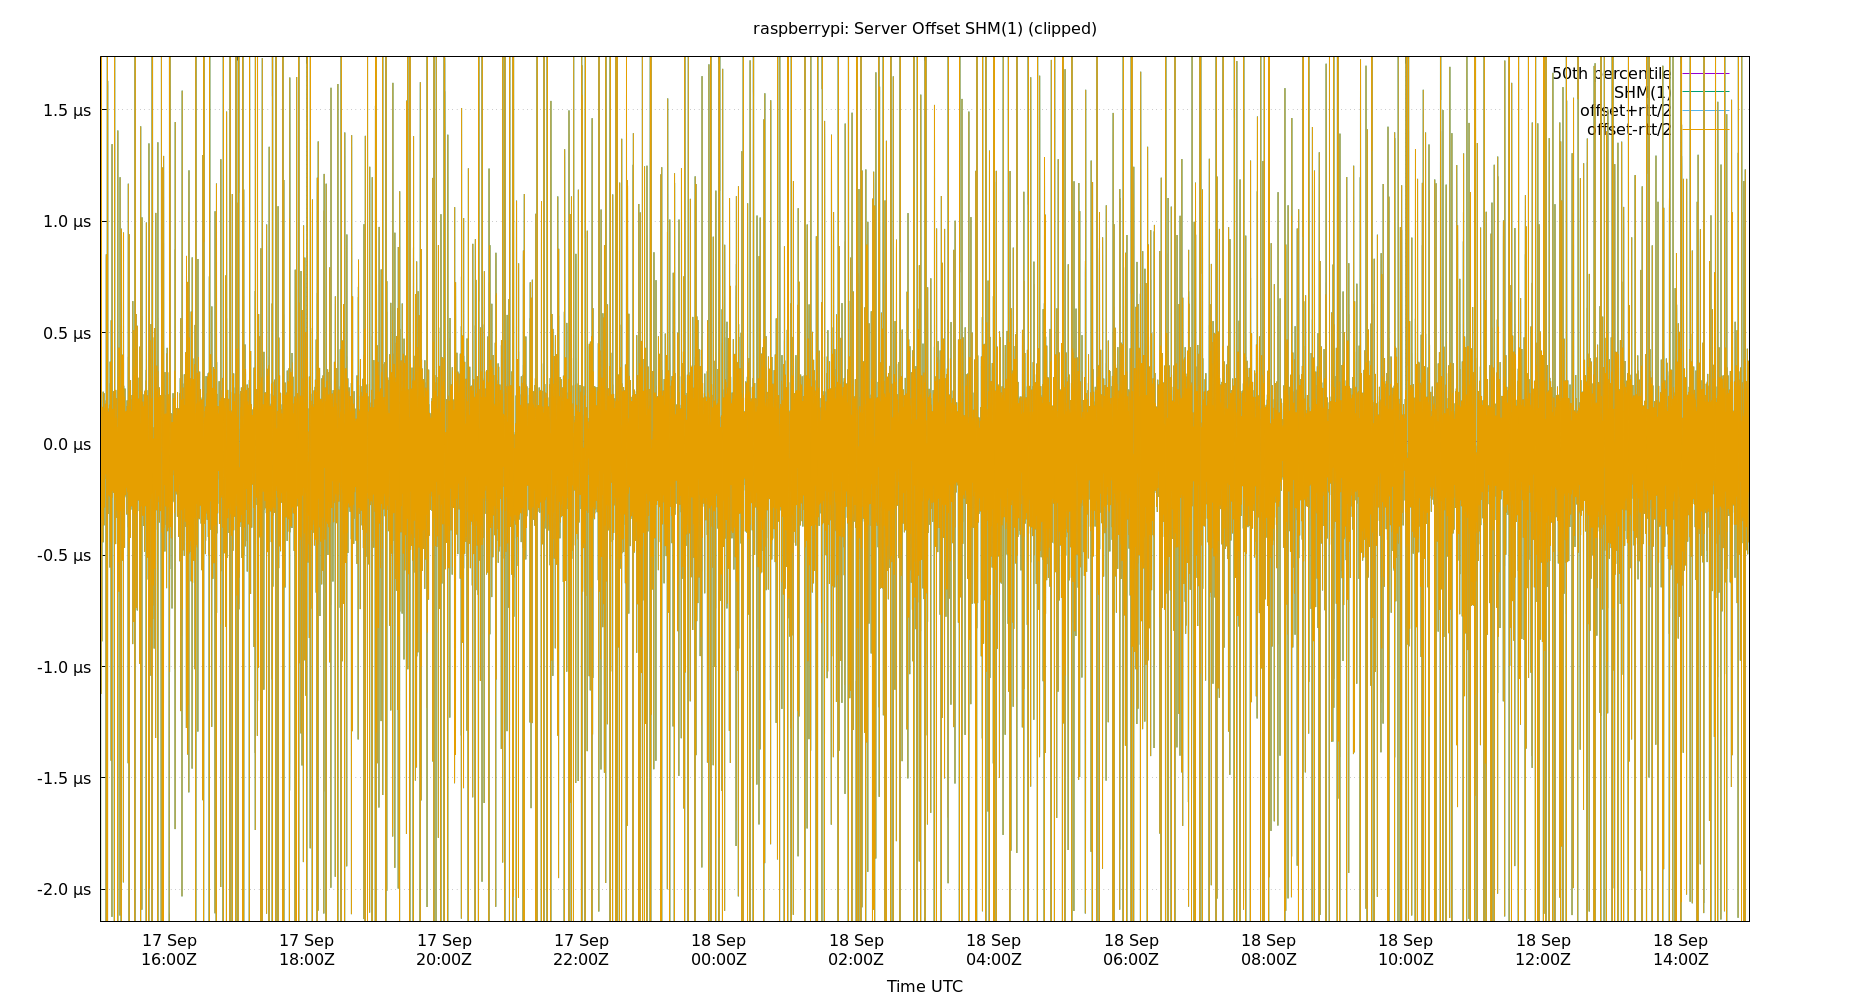 raspberrypi: Server Offset SHM(1) (clipped)
50th percentile
SHM(1)
offset+rtt/2
offset-rtt/2
1.5 µs
1.0 µs
0.5 µs
0.0 µs
-0.5 µs
-1.0 µs
-1.5 µs
-2.0 µs
17 Sep 17 Sep 17 Sep 17 Sep 18 Sep 18 Sep 18 Sep 18 Sep 18 Sep 18 Sep 18 Sep 18 Sep
16:00Z 18:00Z 20:00Z 22:00Z 00:00Z 02:00Z 04:00Z 06:00Z 08:00Z 10:00Z 12:00Z 14:00Z
Time UTC